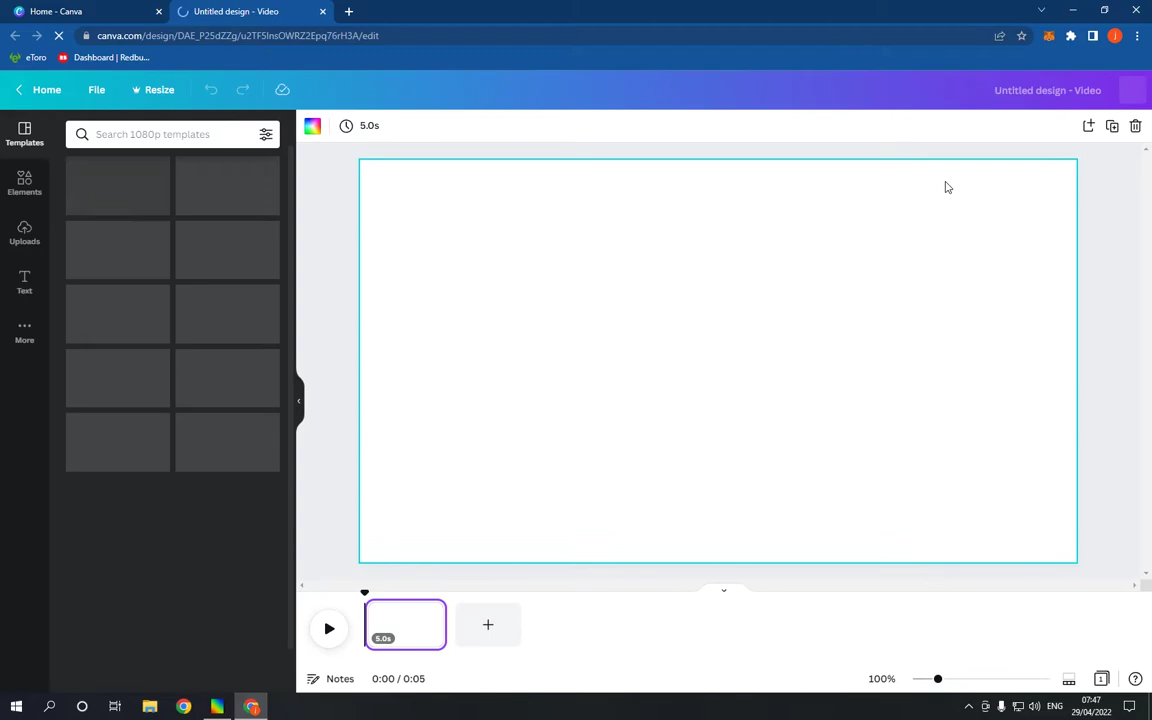 Home - Canva
Untitled design - Video
canva.com/design/DAE_P25dZZg/u2TF5InsOWRZ2Epq76rH3A/edit
eToro
Dashboard | Redbu...
Home
File
Resize
Untitled design - Video
Templates
Search 1080p templates
5.0s
Elements
Uploads
Text
More
5.0s
Notes
0:00 / 0:05
100%
1
ENG
07:47
29/04/2022